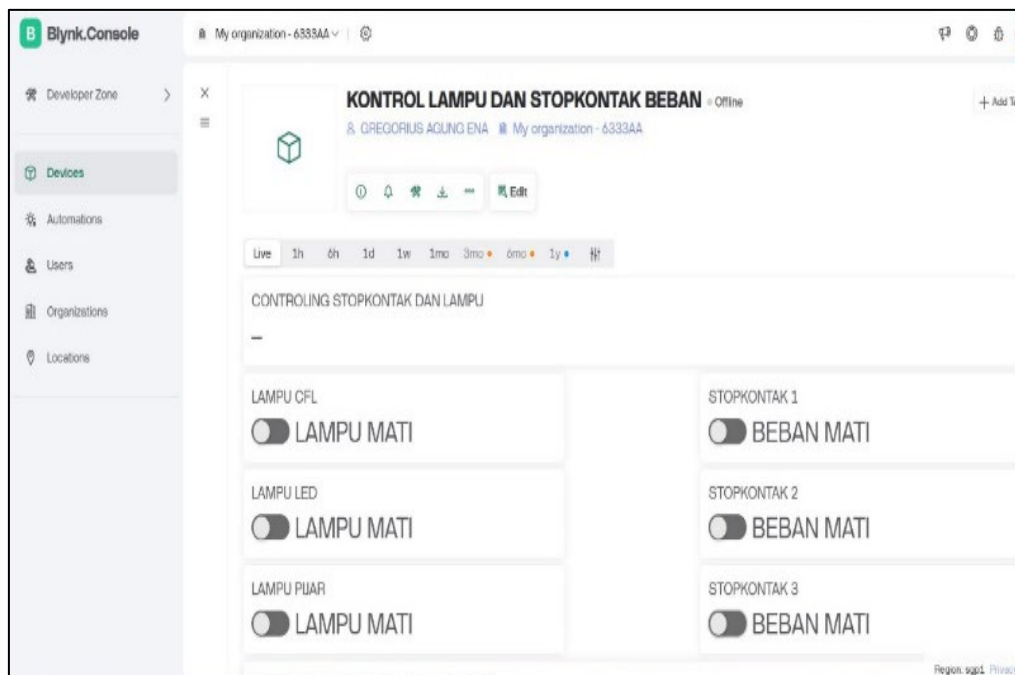 B Blynk.Console
My organization - 6333AA
Developer Zone
Devices
Automations
Users
Organizations
Locations
KONTROL LAMPU DAN STOPKONTAK BEBAN Offline
GREGORIUS AGUNG ENA My organization - 6333AA
+ Add
Edit
Live 1h 6h 1d 1w 1mo 3mo 6mo 1y
CONTROLING STOPKONTAK DAN LAMPU
–
LAMPU CFL
LAMPU MATI
STOPKONTAK 1
BEBAN MATI
LAMPU LED
LAMPU MATI
STOPKONTAK 2
BEBAN MATI
LAMPU PIJAR
LAMPU MATI
STOPKONTAK 3
BEBAN MATI
Region: sgp1